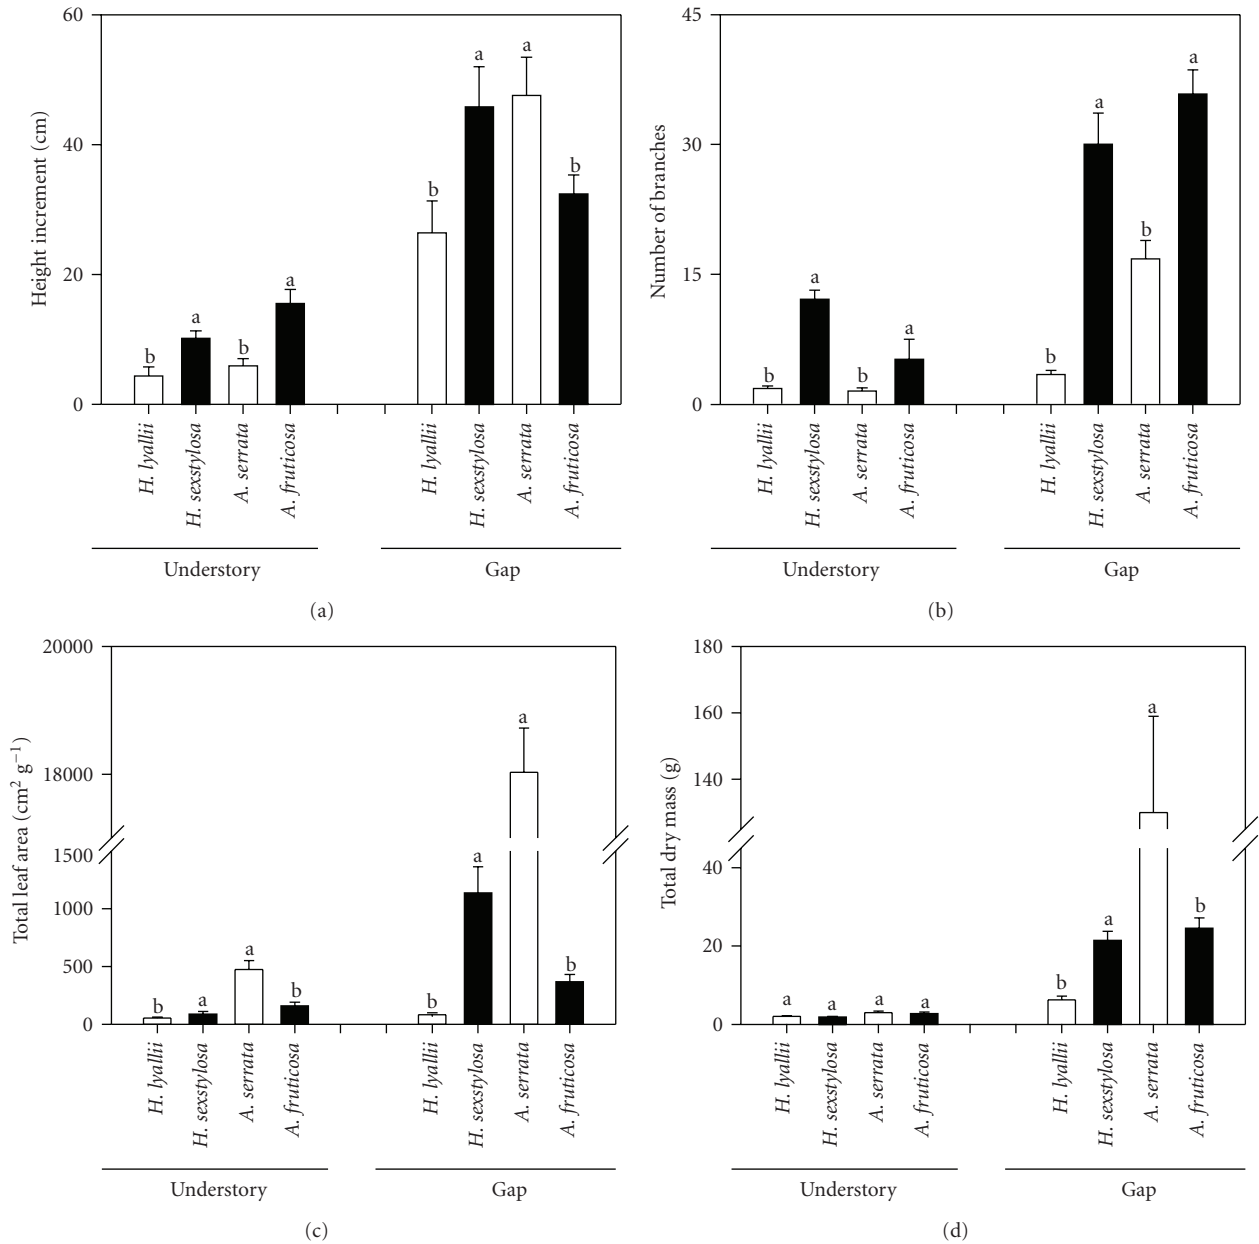 60
40
20
0
Height increment (cm)
b
a
b
a
b
a
a
b
H. lyallii
H. sexstylosa
A. serrata
A. fruticosa
H. lyallii
H. sexstylosa
A. serrata
A. fruticosa
Understory
Gap
(a)
45
30
15
0
Number of branches
b
a
b
a
b
a
b
a
H. lyallii
H. sexstylosa
A. serrata
A. fruticosa
H. lyallii
H. sexstylosa
A. serrata
A. fruticosa
Understory
Gap
(b)
20000
18000
1500
1000
500
0
Total leaf area (cm² g⁻¹)
b
a
a
b
b
a
a
b
H. lyallii
H. sexstylosa
A. serrata
A. fruticosa
H. lyallii
H. sexstylosa
A. serrata
A. fruticosa
Understory
Gap
(c)
180
160
140
40
20
0
Total dry mass (g)
a
a
a
a
b
a
a
b
H. lyallii
H. sexstylosa
A. serrata
A. fruticosa
H. lyallii
H. sexstylosa
A. serrata
A. fruticosa
Understory
Gap
(d)